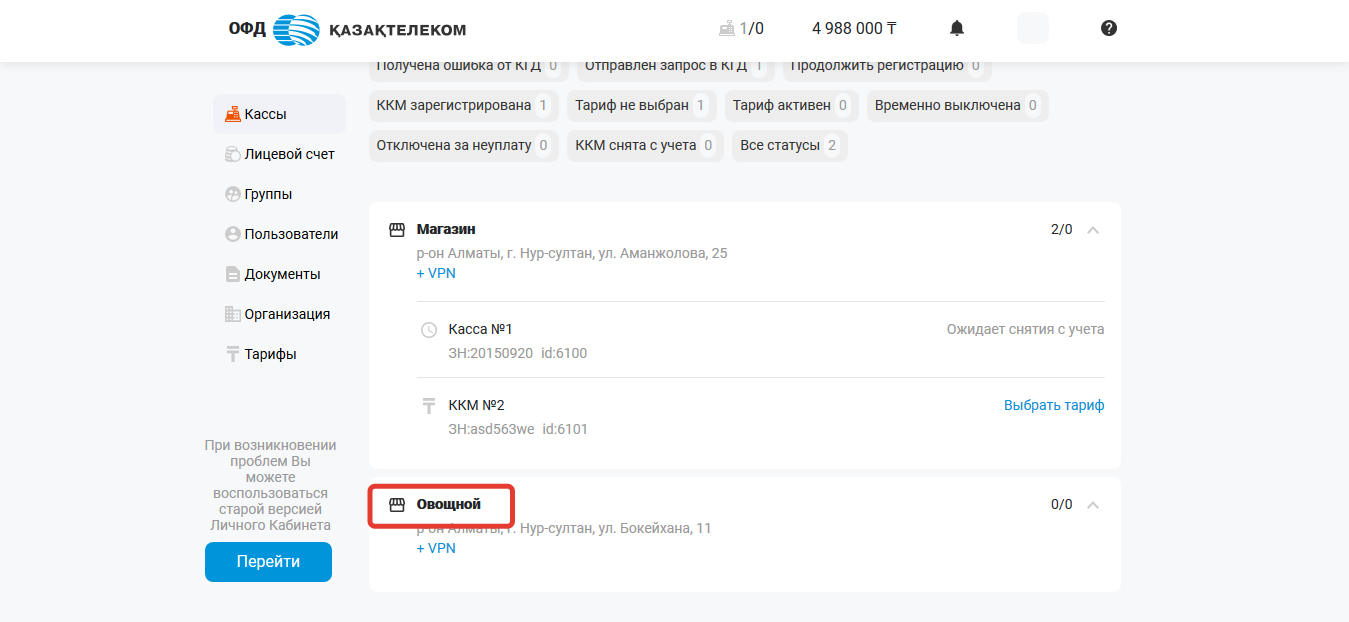 ОФД ҚАЗАҚТЕЛЕКОМ 1/0 4 988 000 ₸
Получена ошибка от КГД 0 Отправлен запрос в КГД 1 Продолжить регистрацию 0
ККМ зарегистрирована 1 Тариф не выбран 1 Тариф активен 0 Временно выключена 0
Отключена за неуплату 0 ККМ снята с учета 0 Все статусы 2
Кассы
Лицевой счет
Группы
Пользователи
Документы
Организация
Тарифы
При возникновении
проблем Вы
можете
воспользоваться
старой версией
Личного Кабинета
Перейти
Магазин 2/0
р-он Алматы, г. Нур-султан, ул. Аманжолова, 25
+ VPN
Касса №1 Ожидает снятия с учета
ЗН:20150920 id:6100
ККМ №2 Выбрать тариф
ЗН:asd563we id:6101
Овощной 0/0
р-он Алматы, г. Нур-султан, ул. Бокейхана, 11
+ VPN